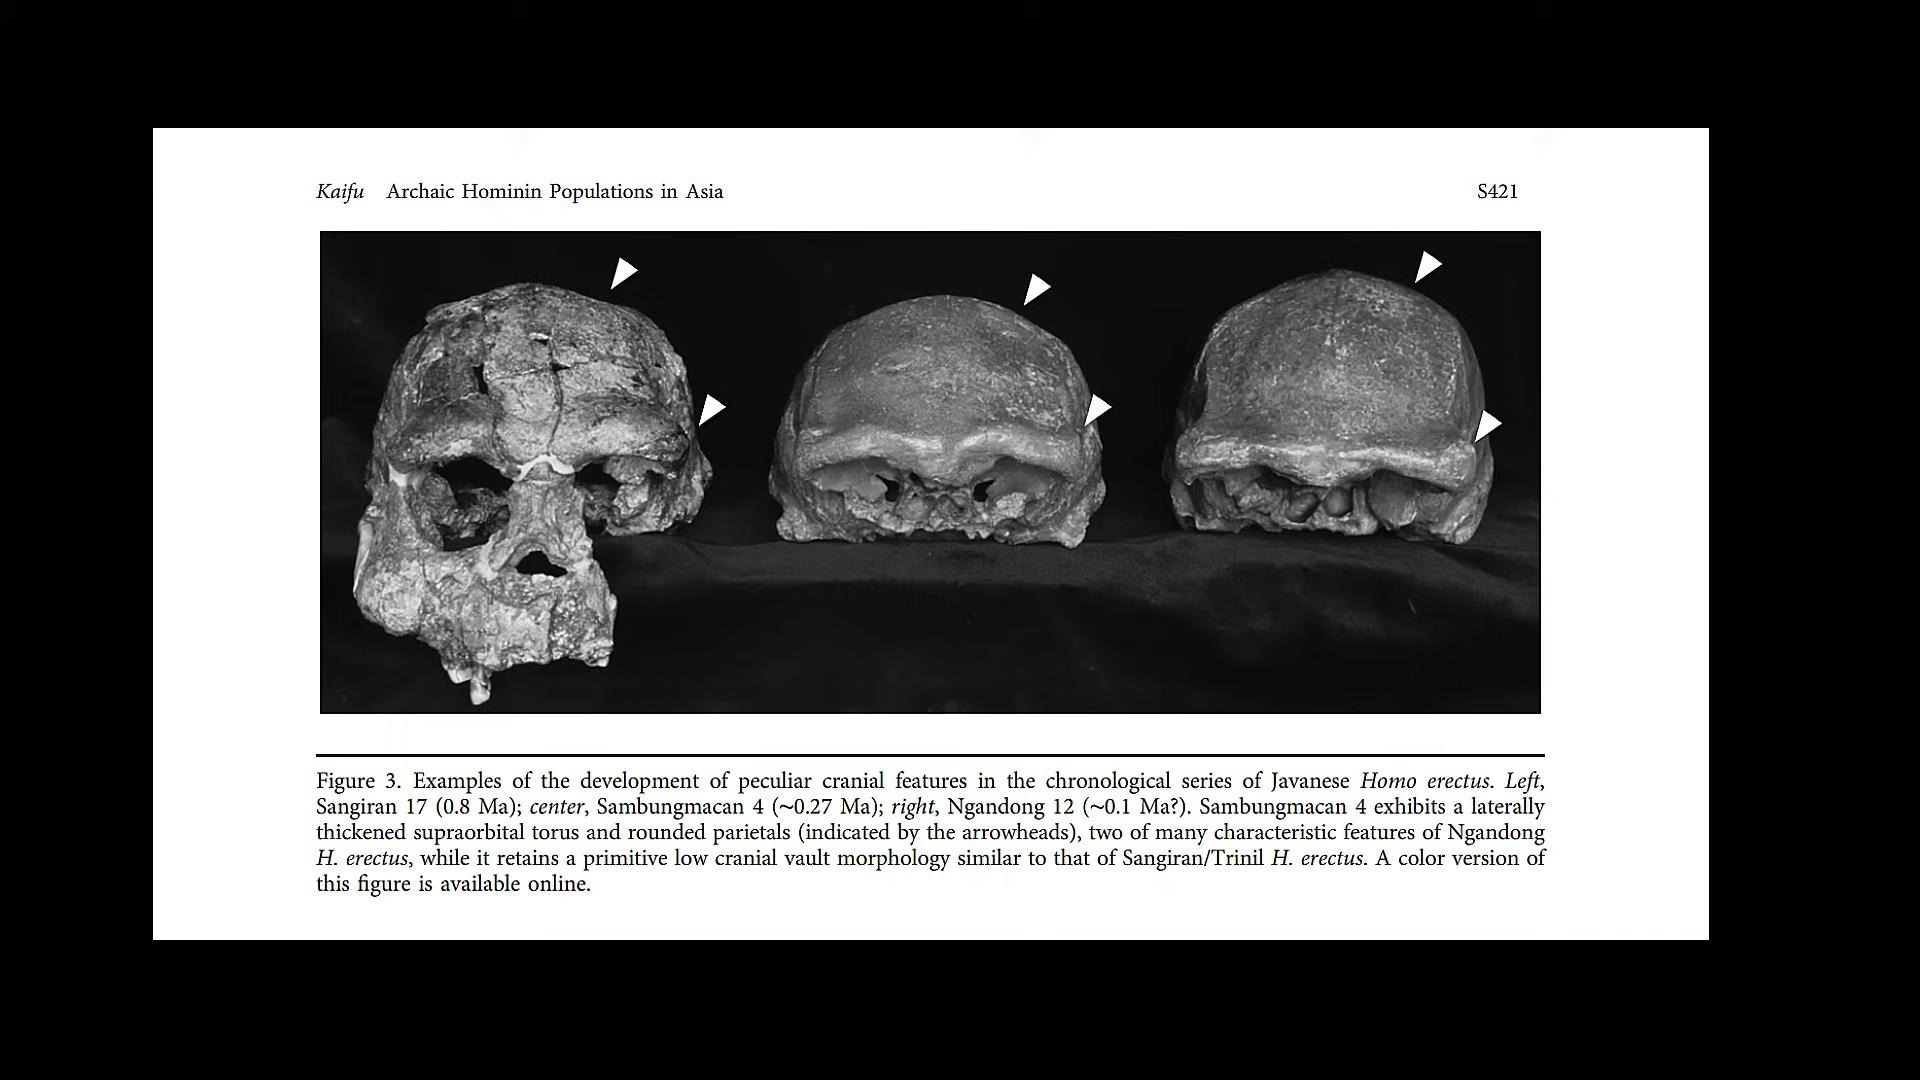 Kaifu Archaic Hominin Populations in Asia S421
Figure 3. Examples of the development of peculiar cranial features in the chronological series of Javanese Homo erectus. Left,
Sangiran 17 (0.8 Ma); center, Sambungmacan 4 (~0.27 Ma); right, Ngandong 12 (~0.1 Ma?). Sambungmacan 4 exhibits a laterally
thickened supraorbital torus and rounded parietals (indicated by the arrowheads), two of many characteristic features of Ngandong
H. erectus, while it retains a primitive low cranial vault morphology similar to that of Sangiran/Trinil H. erectus. A color version of
this figure is available online.